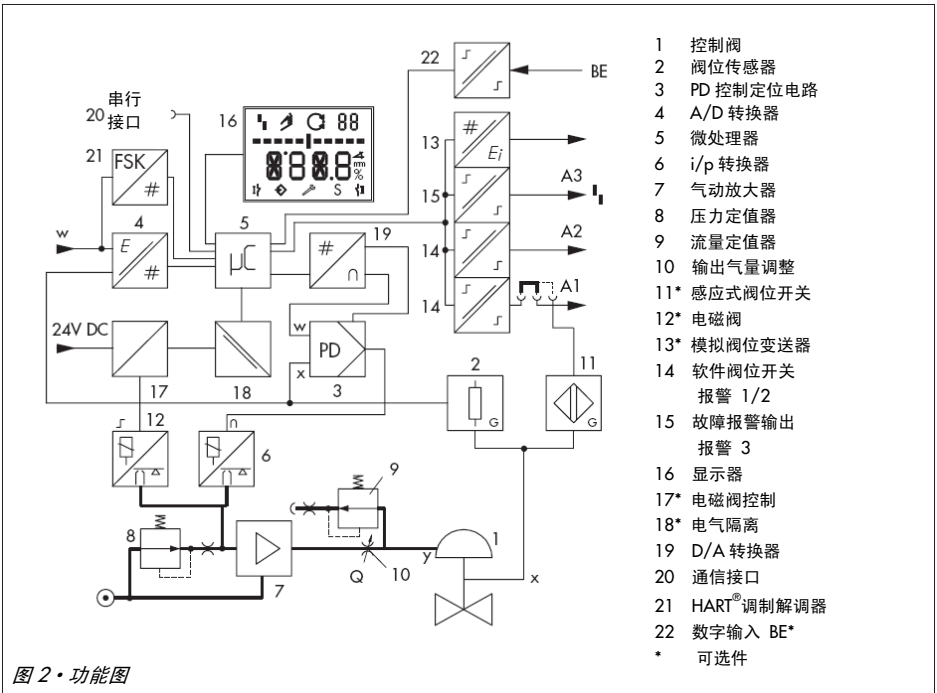 22
BE
串行
20 接口
16
88
8 8 8.8
mm
%
S
13
#
Ei
21
FSK
#
A3
15
w
4
E
#
5
μC
19
#
∩
A2
14
A1
14
24V DC
w
PD
x
2
G
11
G
17
18
3
12
∩
6
9
8
7
Q
10
y
1
x
1 控制阀
2 阀位传感器
3 PD 控制定位电路
4 A/D 转换器
5 微处理器
6 i/p 转换器
7 气动放大器
8 压力定值器
9 流量定值器
10 输出气量调整
11* 感应式阀位开关
12* 电磁阀
13* 模拟阀位变送器
14 软件阀位开关
报警 1/2
15 故障报警输出
报警 3
16 显示器
17* 电磁阀控制
18* 电气隔离
19 D/A 转换器
20 通信接口
21 HART®调制解调器
22 数字输入 BE*
* 可选件
图 2 • 功能图